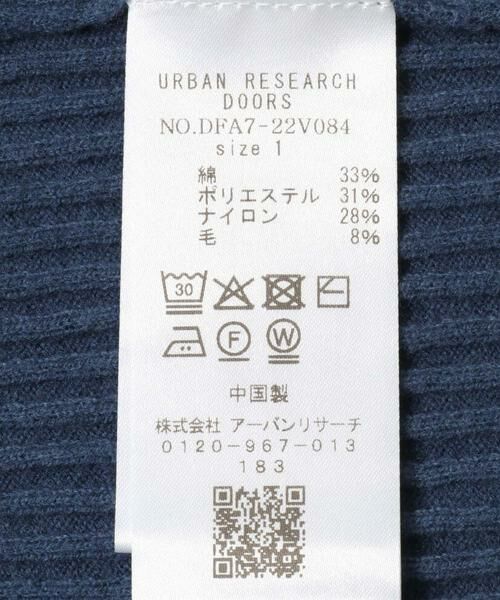 URBAN RESEARCH
DOORS
NO.DFA7-22V084
size 1
綿 33%
ポリエステル 31%
ナイロン 28%
毛 8%
30
F W
中国製
株式会社 アーバンリサーチ
0120-967-013
183